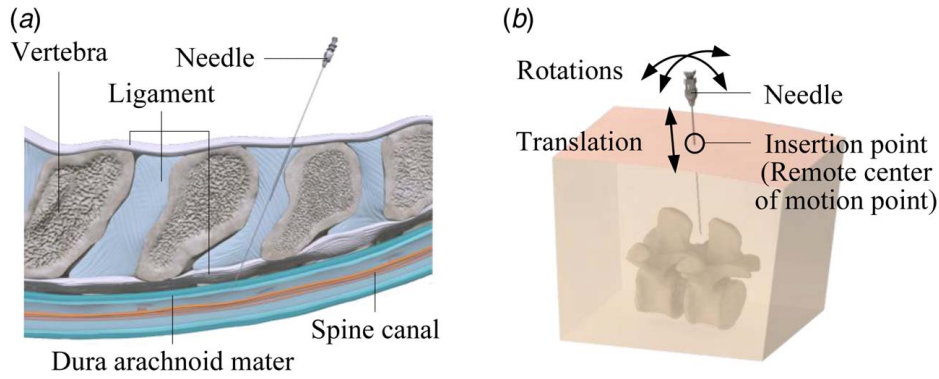 (a)
Vertebra
Needle
Ligament
Spine canal
Dura arachnoid mater
(b)
Rotations
Needle
Translation
Insertion point
(Remote center
of motion point)